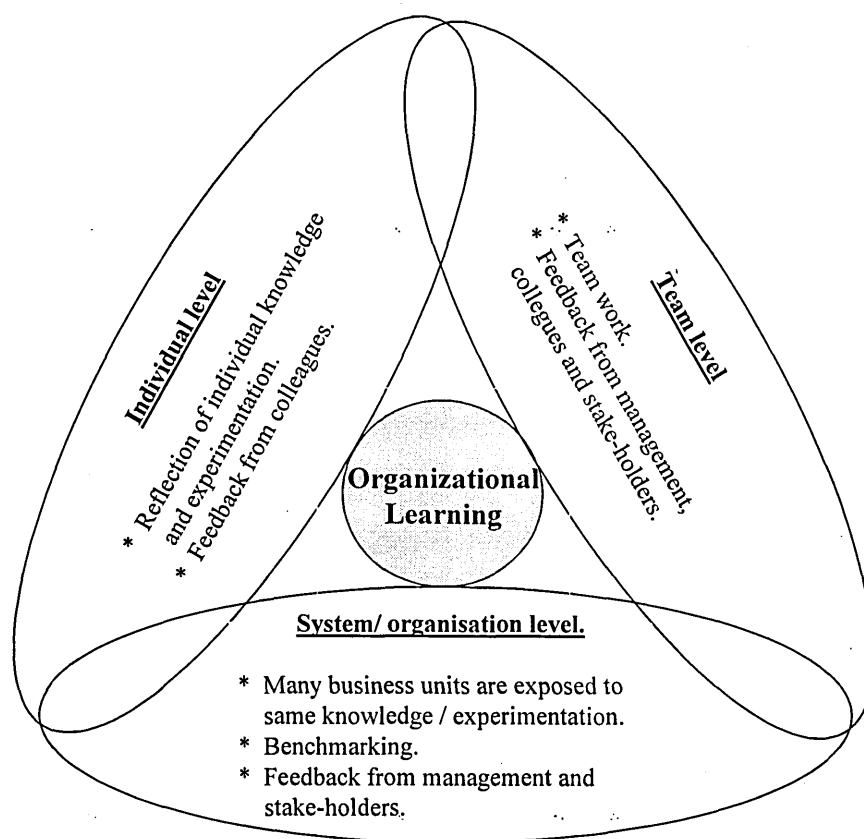 Individual level
* Reflection of individual knowledge
and experimentation.
* Feedback from colleagues.
Team level
* Team work.
* Feedback from management,
collegues and stake-holders.
Organizational
Learning
System/ organisation level.
* Many business units are exposed to
same knowledge / experimentation.
* Benchmarking.
* Feedback from management and
stake-holders.